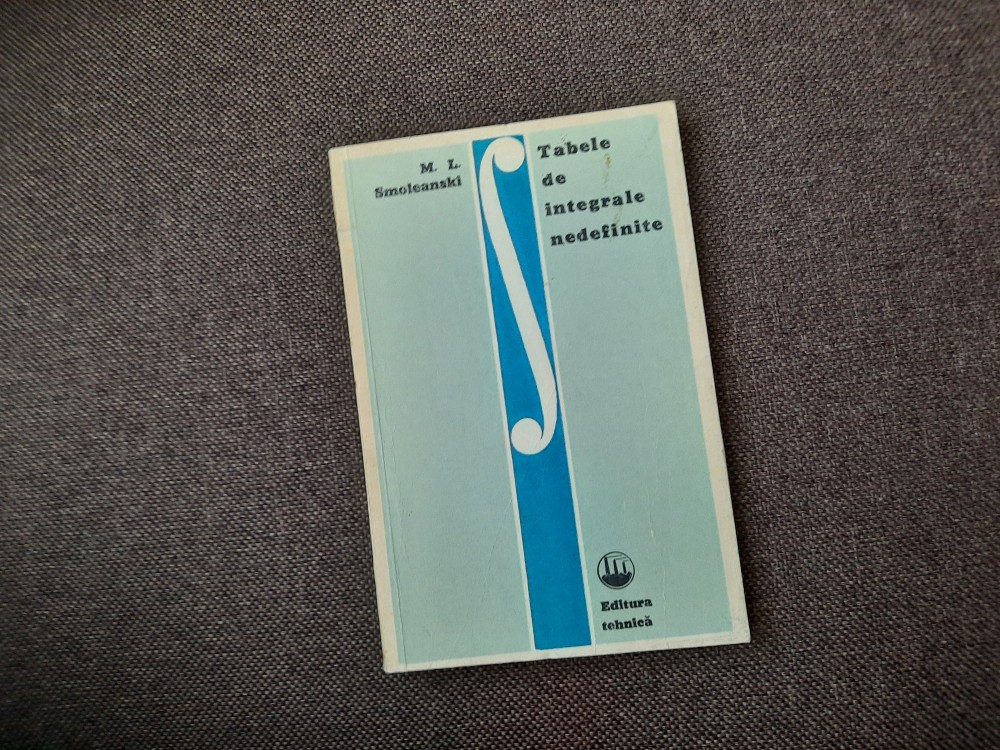 M. L.
Smoleanski
Tabele
de
integrale
nedefinite
Editura
tehnică